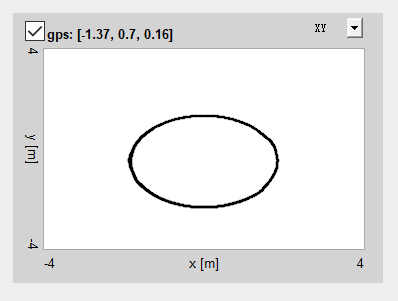 gps: [-1.37, 0.7, 0.16]
XY
4
y [m]
-4
-4
x [m]
4